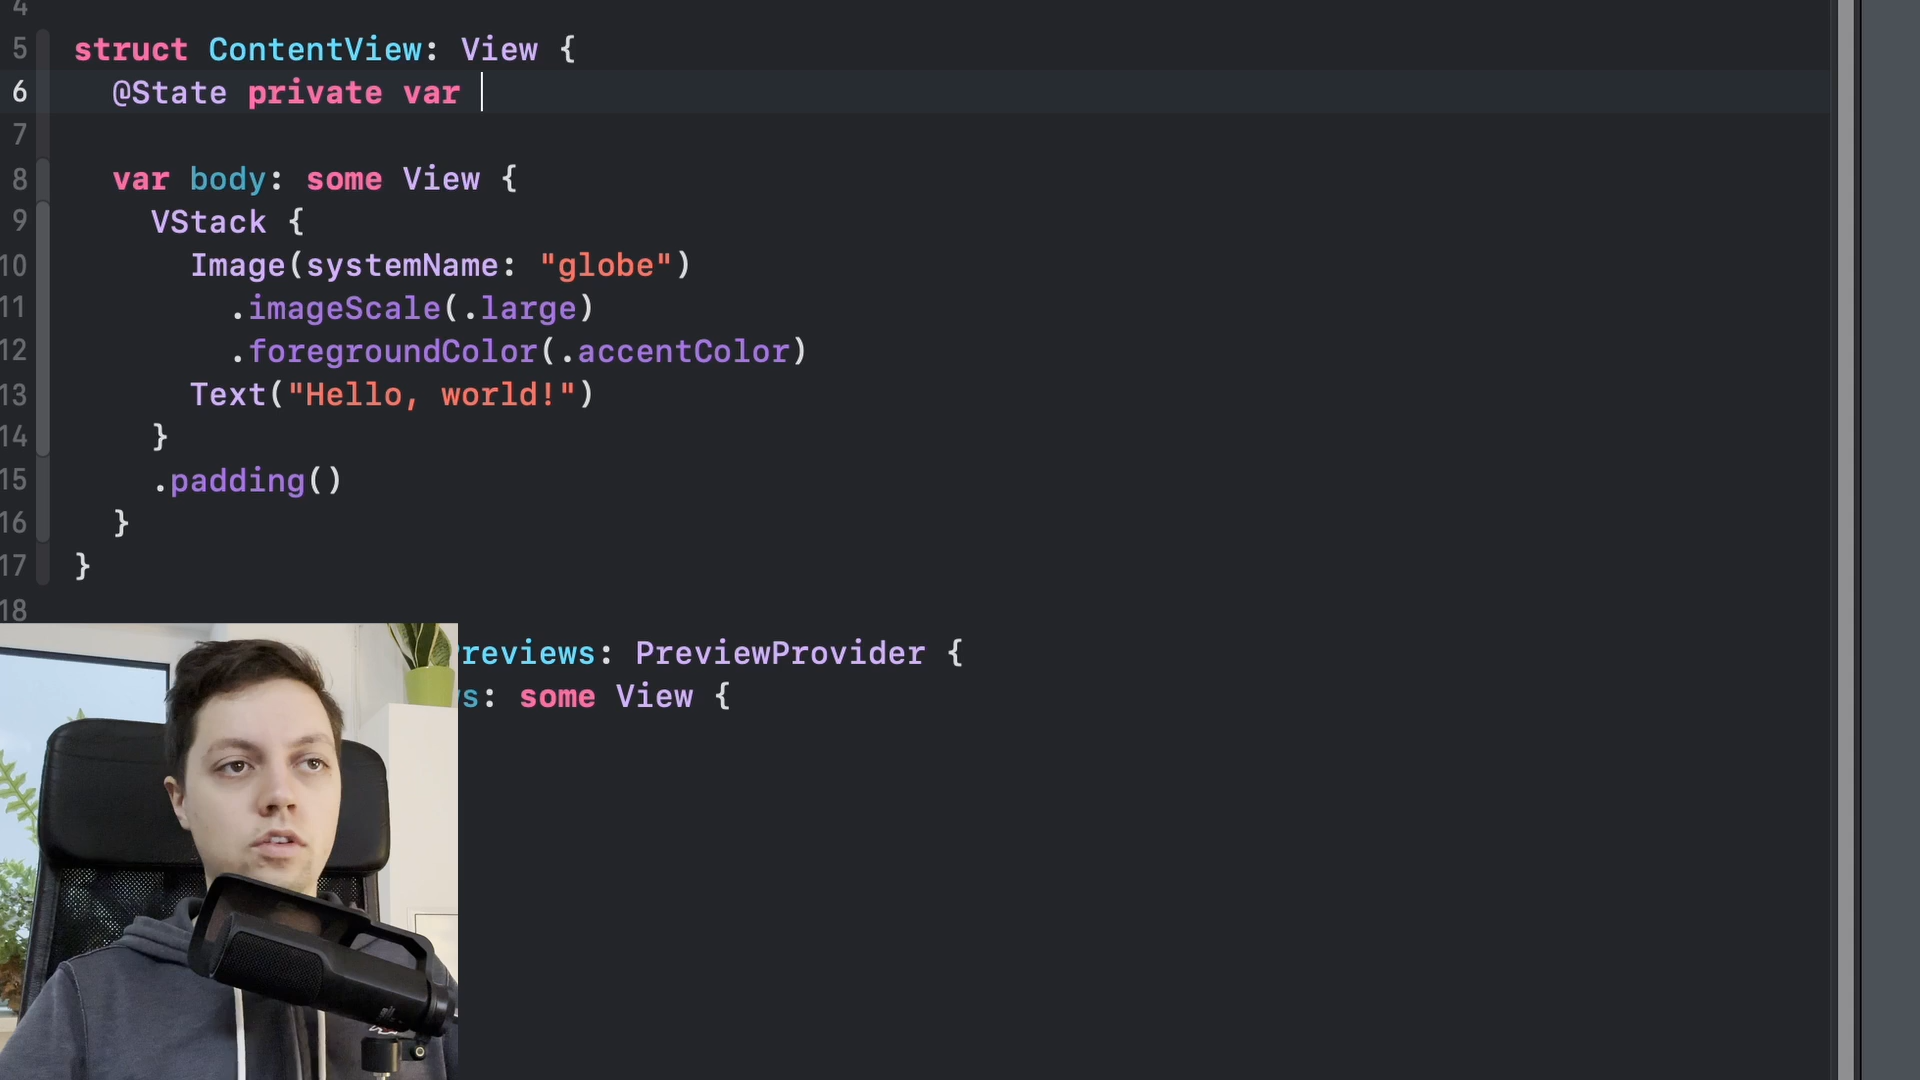 4
5 struct ContentView: View {
6 @State private var
7
8 var body: some View {
9 VStack {
10 Image(systemName: "globe")
11 .imageScale(.large)
12 .foregroundColor(.accentColor)
13 Text("Hello, world!")
14 }
15 .padding()
16 }
17 }
18
reviews: PreviewProvider {
s: some View {